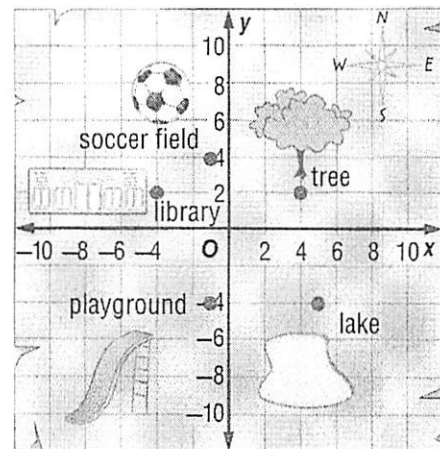 y
10
8
6
4
2
N
W E
S
soccer field
tree
library
−10 −8 −6 −4 O 2 4 6 8 10 x
playground
−4
lake
−6
−8
−10